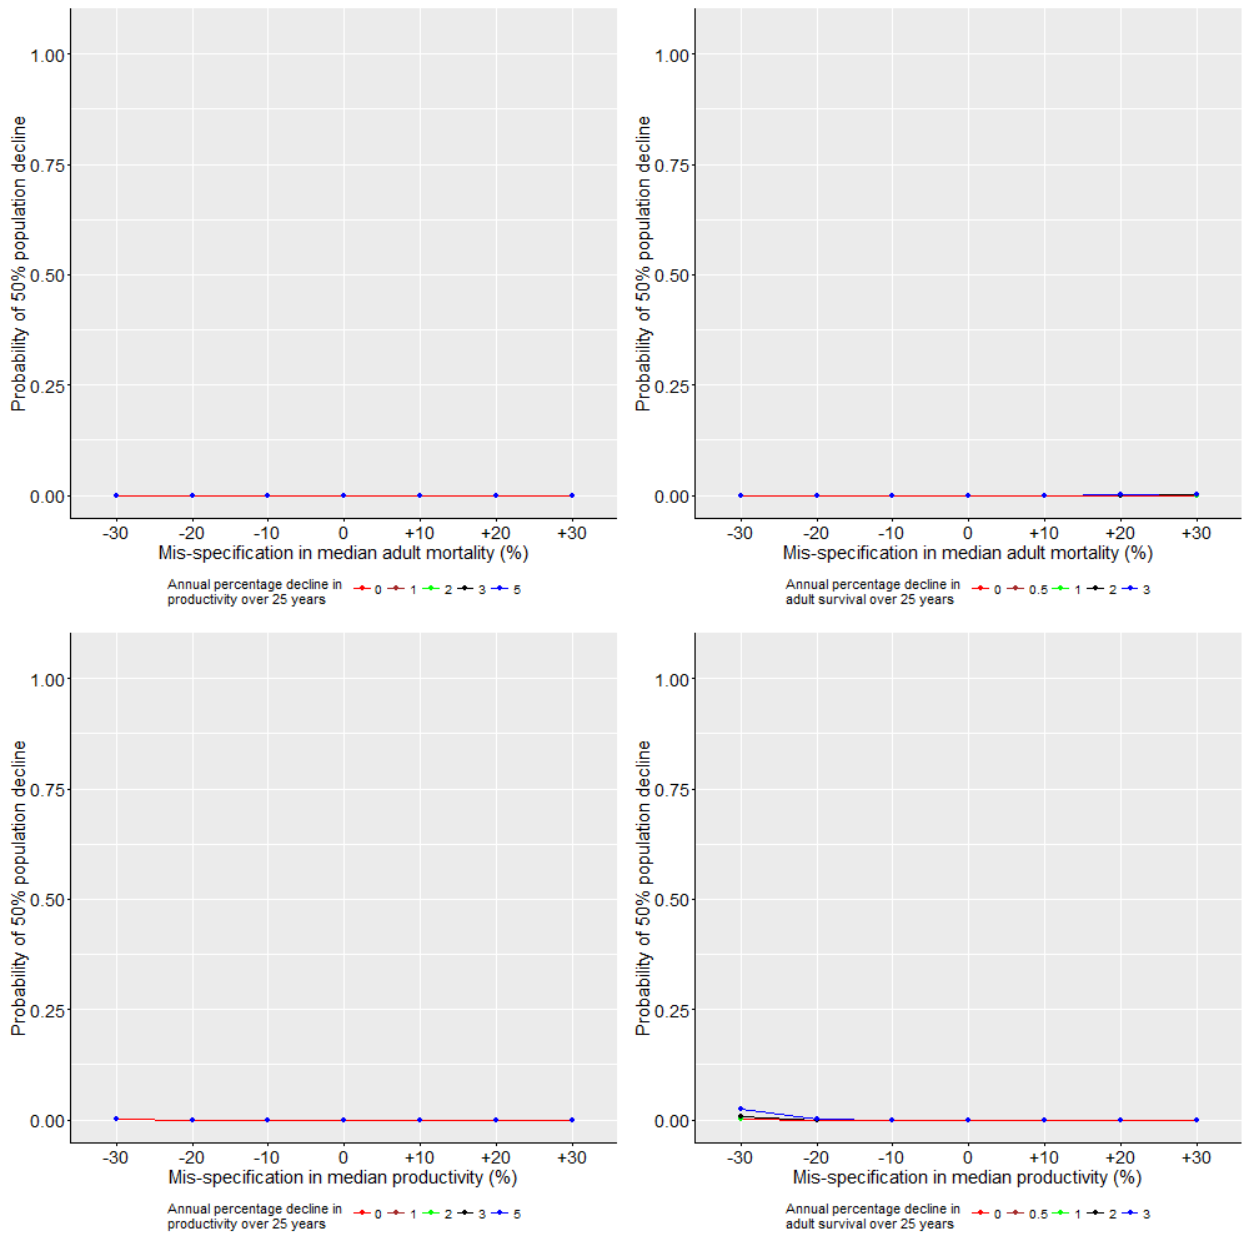 Probability of 50% population decline
1.00
0.75
0.50
0.25
0.00
-30 -20 -10 0 +10 +20 +30
Mis-specification in median adult mortality (%)
Annual percentage decline in
productivity over 25 years
0 1 2 3 5
Probability of 50% population decline
1.00
0.75
0.50
0.25
0.00
-30 -20 -10 0 +10 +20 +30
Mis-specification in median adult mortality (%)
Annual percentage decline in
adult survival over 25 years
0 0.5 1 2 3
Probability of 50% population decline
1.00
0.75
0.50
0.25
0.00
-30 -20 -10 0 +10 +20 +30
Mis-specification in median productivity (%)
Annual percentage decline in
productivity over 25 years
0 1 2 3 5
Probability of 50% population decline
1.00
0.75
0.50
0.25
0.00
-30 -20 -10 0 +10 +20 +30
Mis-specification in median productivity (%)
Annual percentage decline in
adult survival over 25 years
0 0.5 1 2 3